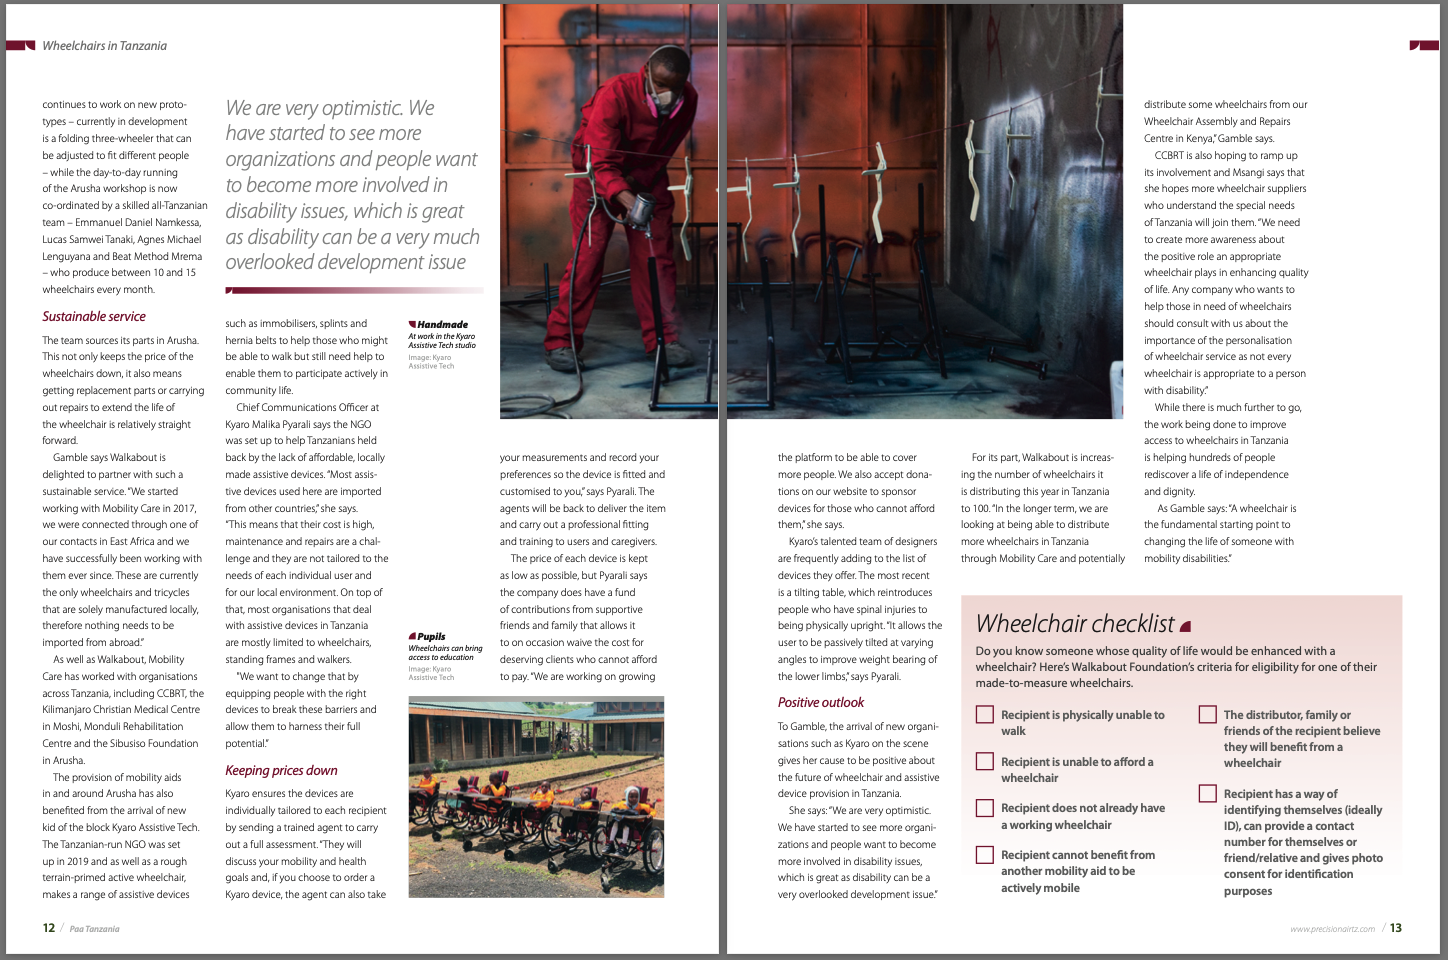 Wheelchairs in Tanzania
continues to work on new proto-
types – currently in development
is a folding three-wheeler that can
be adjusted to fit different people
– while the day-to-day running
of the Arusha workshop is now
co-ordinated by a skilled all-Tanzanian
team – Emmanuel Daniel Namkessa,
Lucas Samwei Tanaki, Agnes Michael
Lenguyana and Beat Method Mrema
– who produce between 10 and 15
wheelchairs every month.
Sustainable service
The team sources its parts in Arusha.
This not only keeps the price of the
wheelchairs down, it also means
getting replacement parts or carrying
out repairs to extend the life of
the wheelchair is relatively straight
forward.
Gamble says Walkabout is
delighted to partner with such a
sustainable service. “We started
working with Mobility Care in 2017,
we were connected through one of
our contacts in East Africa and we
have successfully been working with
them ever since. These are currently
the only wheelchairs and tricycles
that are solely manufactured locally,
therefore nothing needs to be
imported from abroad.”
As well as Walkabout, Mobility
Care has worked with organisations
across Tanzania, including CCBRT, the
Kilimanjaro Christian Medical Centre
in Moshi, Monduli Rehabilitation
Centre and the Sibusiso Foundation
in Arusha.
The provision of mobility aids
in and around Arusha has also
benefited from the arrival of new
kid of the block Kyaro Assistive Tech.
The Tanzanian-run NGO was set
up in 2019 and as well as a rough
terrain-primed active wheelchair,
makes a range of assistive devices
We are very optimistic. We
have started to see more
organizations and people want
to become more involved in
disability issues, which is great
as disability can be a very much
overlooked development issue
such as immobilisers, splints and
hernia belts to help those who might
be able to walk but still need help to
enable them to participate actively in
community life.
Chief Communications Officer at
Kyaro Malika Pyarali says the NGO
was set up to help Tanzanians held
back by the lack of affordable, locally
made assistive devices. “Most assis-
tive devices used here are imported
from other countries,” she says.
“This means that their cost is high,
maintenance and repairs are a chal-
lenge and they are not tailored to the
needs of each individual user and
for our local environment. On top of
that, most organisations that deal
with assistive devices in Tanzania
are mostly limited to wheelchairs,
standing frames and walkers.
“We want to change that by
equipping people with the right
devices to break these barriers and
allow them to harness their full
potential.”
Keeping prices down
Kyaro ensures the devices are
individually tailored to each recipient
by sending a trained agent to carry
out a full assessment. “They will
discuss your mobility and health
goals and, if you choose to order a
Kyaro device, the agent can also take
Handmade
At work in the Kyaro
Assistive Tech studio
Image: Kyaro
Assistive Tech
Pupils
Wheelchairs can bring
access to education
Image: Kyaro
Assistive Tech
your measurements and record your
preferences so the device is fitted and
customised to you,” says Pyarali. The
agents will be back to deliver the item
and carry out a professional fitting
and training to users and caregivers.
The price of each device is kept
as low as possible, but Pyarali says
the company does have a fund
of contributions from supportive
friends and family that allows it
to on occasion waive the cost for
deserving clients who cannot afford
to pay. “We are working on growing
12 / Paa Tanzania
the platform to be able to cover
more people. We also accept dona-
tions on our website to sponsor
devices for those who cannot afford
them,” she says.
Kyaro’s talented team of designers
are frequently adding to the list of
devices they offer. The most recent
is a tilting table, which reintroduces
people who have spinal injuries to
being physically upright. “It allows the
user to be passively tilted at varying
angles to improve weight bearing of
the lower limbs,” says Pyarali.
Positive outlook
To Gamble, the arrival of new organi-
sations such as Kyaro on the scene
gives her cause to be positive about
the future of wheelchair and assistive
device provision in Tanzania.
She says: “We are very optimistic.
We have started to see more organi-
zations and people want to become
more involved in disability issues,
which is great as disability can be a
very overlooked development issue.”
For its part, Walkabout is increas-
ing the number of wheelchairs it
is distributing this year in Tanzania
to 100. “In the longer term, we are
looking at being able to distribute
more wheelchairs in Tanzania
through Mobility Care and potentially
distribute some wheelchairs from our
Wheelchair Assembly and Repairs
Centre in Kenya,” Gamble says.
CCBRT is also hoping to ramp up
its involvement and Msangi says that
she hopes more wheelchair suppliers
who understand the special needs
of Tanzania will join them. “We need
to create more awareness about
the positive role an appropriate
wheelchair plays in enhancing quality
of life. Any company who wants to
help those in need of wheelchairs
should consult with us about the
importance of the personalisation
of wheelchair service as not every
wheelchair is appropriate to a person
with disability.”
While there is much further to go,
the work being done to improve
access to wheelchairs in Tanzania
is helping hundreds of people
rediscover a life of independence
and dignity.
As Gamble says: “A wheelchair is
the fundamental starting point to
changing the life of someone with
mobility disabilities.”
Wheelchair checklist
Do you know someone whose quality of life would be enhanced with a
wheelchair? Here’s Walkabout Foundation’s criteria for eligibility for one of their
made-to-measure wheelchairs.
Recipient is physically unable to
walk
Recipient is unable to afford a
wheelchair
Recipient does not already have
a working wheelchair
Recipient cannot benefit from
another mobility aid to be
actively mobile
The distributor, family or
friends of the recipient believe
they will benefit from a
wheelchair
Recipient has a way of
identifying themselves (ideally
ID), can provide a contact
number for themselves or
friend/relative and gives photo
consent for identification
purposes
www.precisionairtz.com / 13